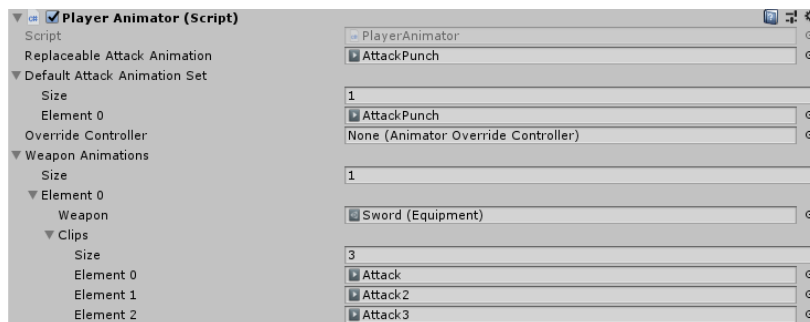 Player Animator (Script)
Script PlayerAnimator
Replaceable Attack Animation AttackPunch
Default Attack Animation Set
Size 1
Element 0 AttackPunch
Override Controller None (Animator Override Controller)
Weapon Animations
Size 1
Element 0
Weapon Sword (Equipment)
Clips
Size 3
Element 0 Attack
Element 1 Attack2
Element 2 Attack3